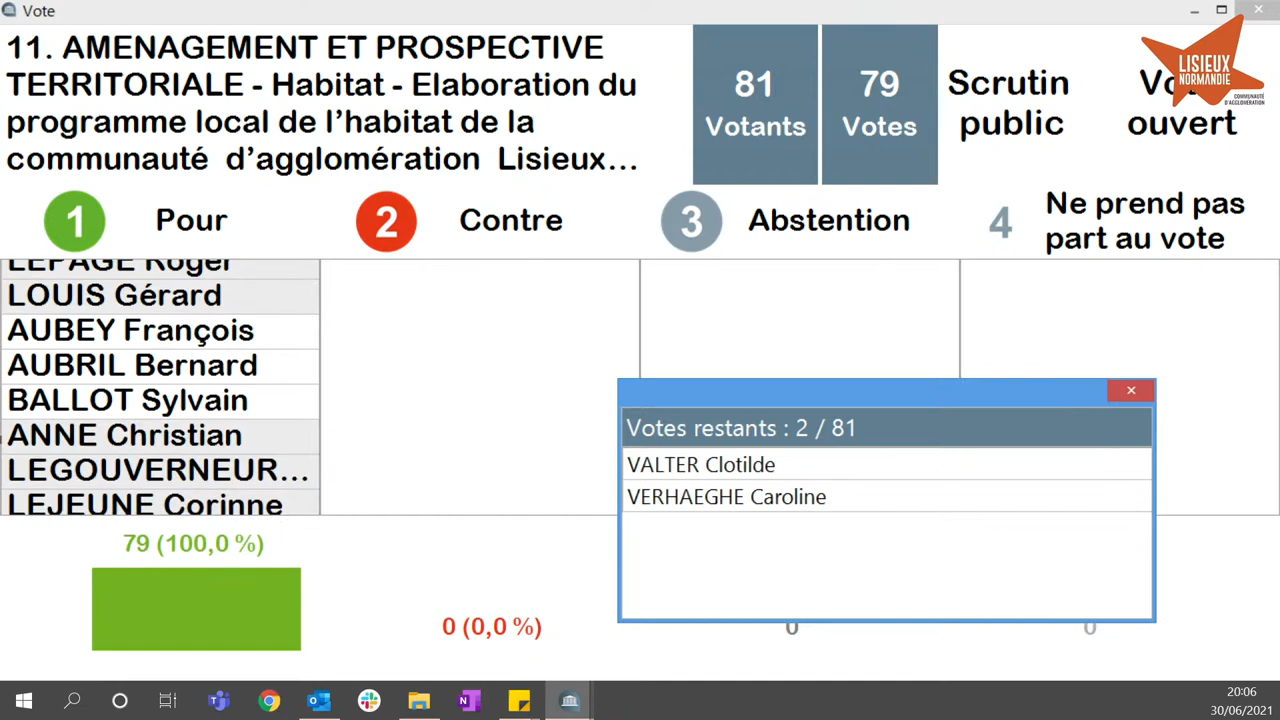 Vote
11. AMENAGEMENT ET PROSPECTIVE
TERRITORIALE - Habitat - Elaboration du
programme local de l'habitat de la
communauté d'agglomération Lisieux...
81
Votants
79
Votes
Scrutin
public
ouvert
LISIEUX
NORMANDIE
COMMUNAUTÉ
D'AGGLOMÉRATION
1 Pour
2 Contre
3 Abstention
4 Ne prend pas
part au vote
LEPAGE Roger
LOUIS Gérard
AUBEY François
AUBRIL Bernard
BALLOT Sylvain
ANNE Christian
LEGOUVERNEUR...
LEJEUNE Corinne
Votes restants : 2 / 81
VALTER Clotilde
VERHAEGHE Caroline
79 (100,0 %)
0 (0,0 %)
0
0
20:06
30/06/2021